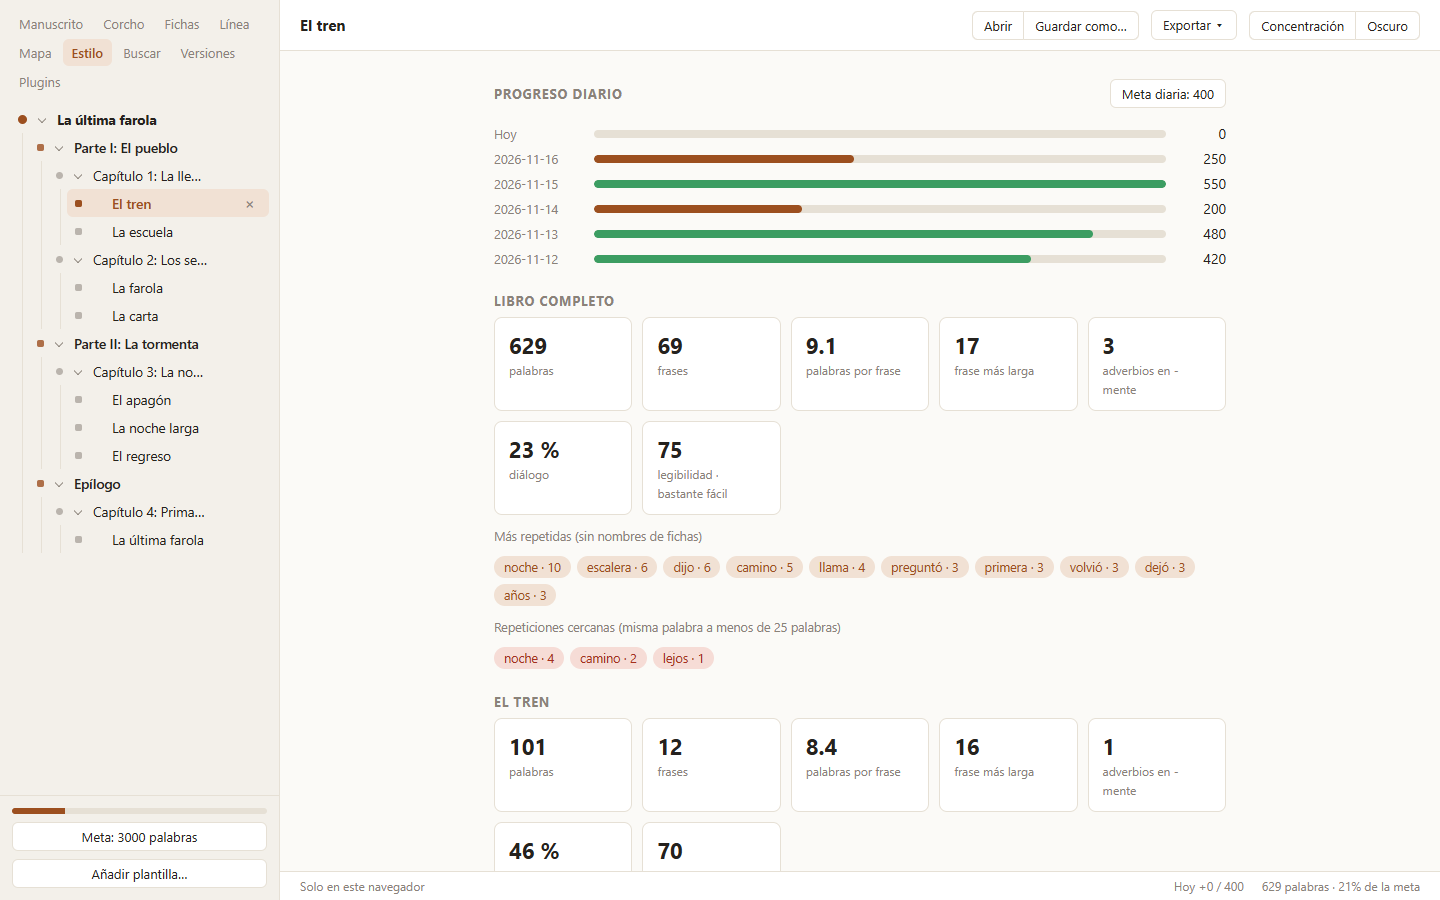 Manuscrito Corcho Fichas Línea
Mapa Estilo Buscar Versiones
Plugins
La última farola
Parte I: El pueblo
Capítulo 1: La lle...
El tren ×
La escuela
Capítulo 2: Los se...
La farola
La carta
Parte II: La tormenta
Capítulo 3: La no...
El apagón
La noche larga
El regreso
Epílogo
Capítulo 4: Prima...
La última farola
Meta: 3000 palabras
Añadir plantilla...
El tren
Abrir Guardar como... Exportar Concentración Oscuro
PROGRESO DIARIO
Meta diaria: 400
Hoy 0
2026-11-16 250
2026-11-15 550
2026-11-14 200
2026-11-13 480
2026-11-12 420
LIBRO COMPLETO
629
palabras
69
frases
9.1
palabras por frase
17
frase más larga
3
adverbios en -
mente
23 %
diálogo
75
legibilidad ·
bastante fácil
Más repetidas (sin nombres de fichas)
noche · 10 escalera · 6 dijo · 6 camino · 5 llama · 4 preguntó · 3 primera · 3 volvió · 3 dejó · 3
años · 3
Repeticiones cercanas (misma palabra a menos de 25 palabras)
noche · 4 camino · 2 lejos · 1
EL TREN
101
palabras
12
frases
8.4
palabras por frase
16
frase más larga
1
adverbios en -
mente
46 %
70
Solo en este navegador
Hoy +0 / 400 629 palabras · 21% de la meta